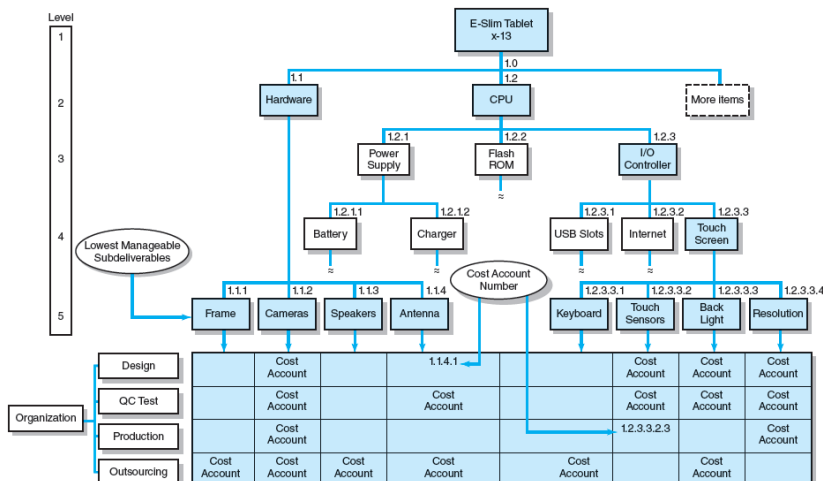 Level
E-Slim Tablet
x-13
1
1.0
1.1
1.2
2
Hardware
CPU
More items
1.2.1
1.2.2
1.2.3
3
Power
Supply
Flash
ROM
I/O
Controller
1.2.1.1
1.2.1.2
1.2.3.1
1.2.3.2
1.2.3.3
4
Battery
Charger
USB Slots
Internet
Touch
Screen
Lowest Manageable
Subdeliverables
Cost Account
Number
1.1.1
1.1.2
1.1.3
1.1.4
1.2.3.3.1
1.2.3.3.2
1.2.3.3.3
1.2.3.3.4
5
Frame
Cameras
Speakers
Antenna
Keyboard
Touch
Sensors
Back
Light
Resolution
Organization
Design
Cost
Account
1.1.4.1
Cost
Account
Cost
Account
Cost
Account
QC Test
Cost
Account
Cost
Account
Cost
Account
Cost
Account
Cost
Account
Production
Cost
Account
1.2.3.3.2.3
Cost
Account
Outsourcing
Cost
Account
Cost
Account
Cost
Account
Cost
Account
Cost
Account
Cost
Account